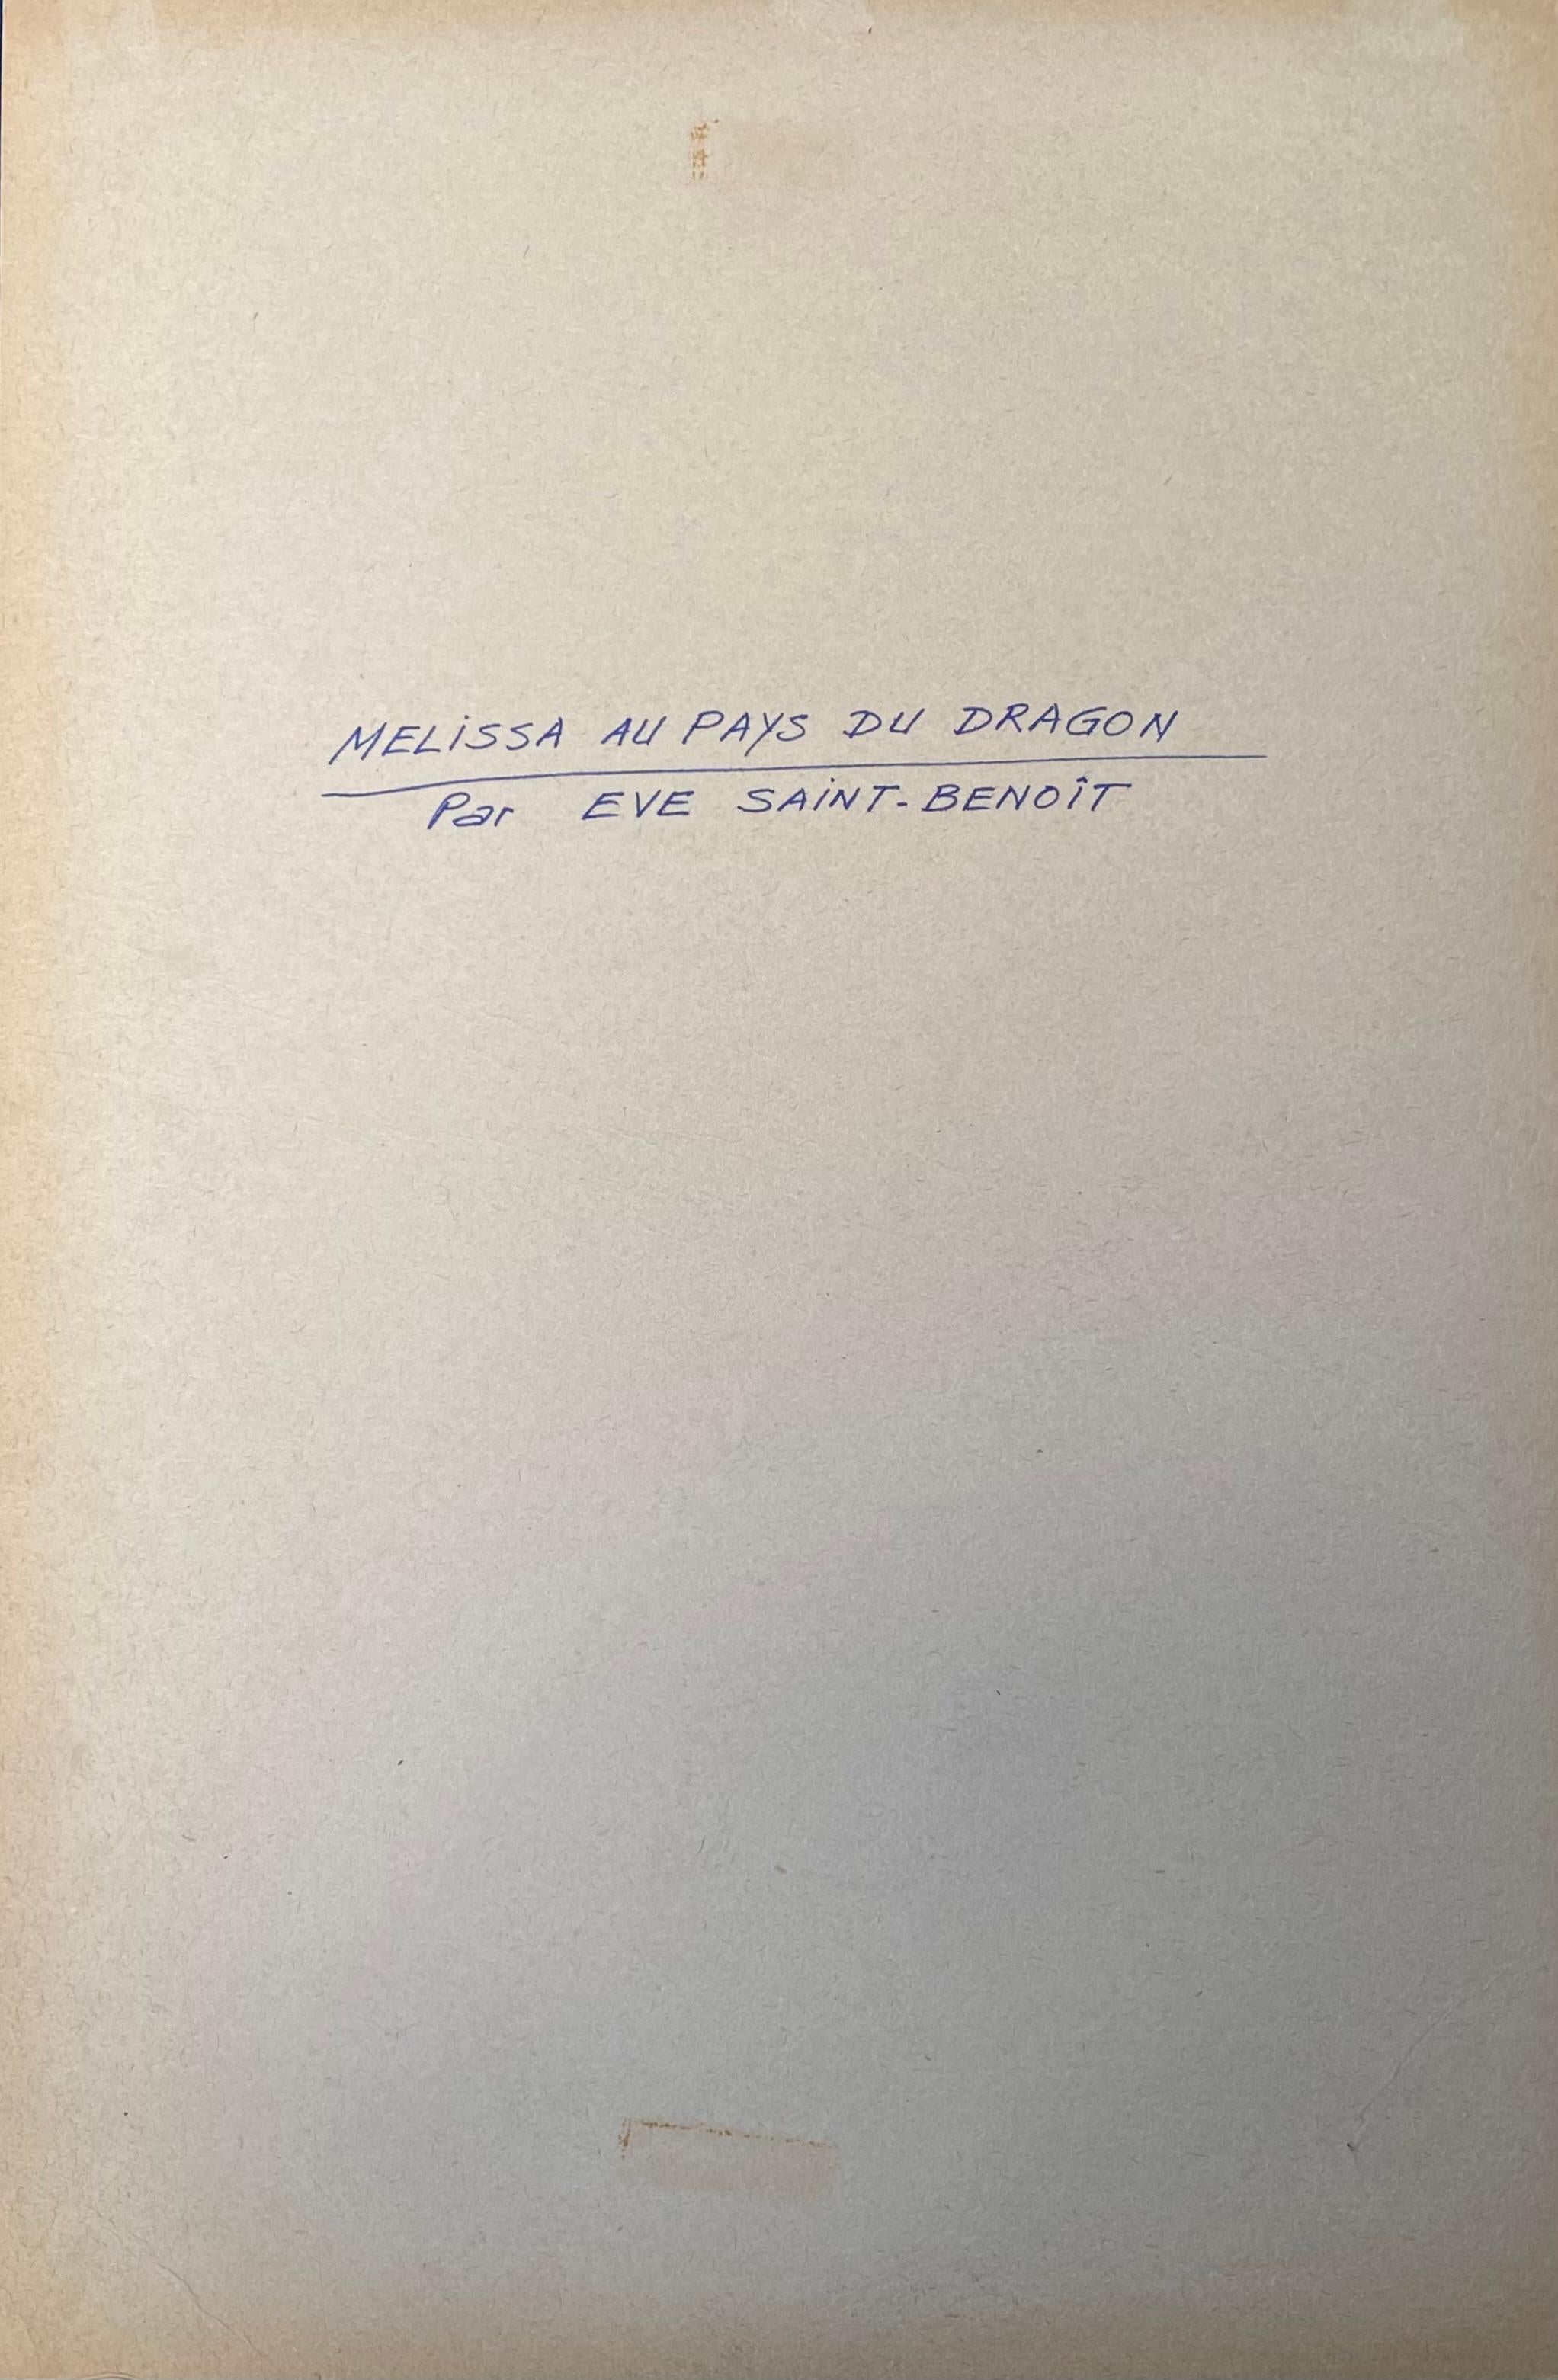 MELiSSA AU PAYS DU DRAGON
Par EVE SAiNT-BENOîT